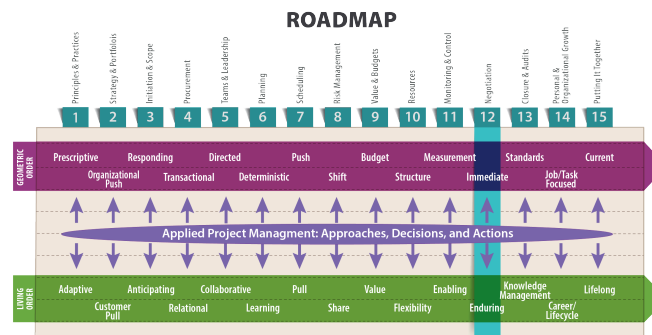 ROADMAP
Principles & Practices
Strategy & Portfolois
Initiation & Scope
Procurement
Teams & Leadership
Planning
Scheduling
Risk Management
Value & Budgets
Resources
Monitoring & Control
Negotiation
Closure & Audits
Personal &
Organizational Growth
Putting It Together
1 2 3 4 5 6 7 8 9 10 11 12 13 14 15
GEOMETRIC
ORDER
Prescriptive Responding Directed Push Budget Measurement Standards Current
Organizational
Push Transactional Deterministic Shift Structure Immediate Job/Task
Focused
Applied Project Managment: Approaches, Decisions, and Actions
LIVING
ORDER
Adaptive Anticipating Collaborative Pull Value Enabling Knowledge
Management Lifelong
Customer
Pull Relational Learning Share Flexibility Enduring Career/
Lifecycle